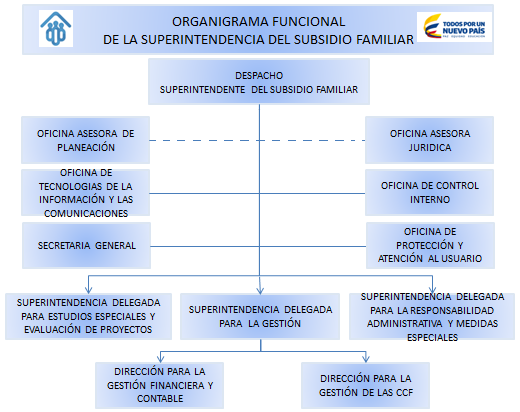 ORGANIGRAMA FUNCIONAL
DE LA SUPERINTENDENCIA DEL SUBSIDIO FAMILIAR
TODOS POR UN
NUEVO PAÍS
PAZ EQUIDAD EDUCACIÓN
DESPACHO
SUPERINTENDENTE DEL SUBSIDIO FAMILIAR
OFICINA ASESORA DE
PLANEACIÓN
OFICINA ASESORA
JURIDICA
OFICINA DE
TECNOLOGIAS DE LA
INFORMACIÓN Y LAS
COMUNICACIONES
OFICINA DE CONTROL
INTERNO
SECRETARIA GENERAL
OFICINA DE
PROTECCIÓN Y
ATENCIÓN AL USUARIO
SUPERINTENDENCIA DELEGADA
PARA ESTUDIOS ESPECIALES Y
EVALUACIÓN DE PROYECTOS
SUPERINTENDENCIA DELEGADA
PARA LA GESTIÓN
SUPERINTENDENCIA DELEGADA
PARA LA RESPONSABILIDAD
ADMINISTRATIVA Y MEDIDAS
ESPECIALES
DIRECCIÓN PARA LA
GESTIÓN FINANCIERA Y
CONTABLE
DIRECCIÓN PARA LA
GESTIÓN DE LAS CCF